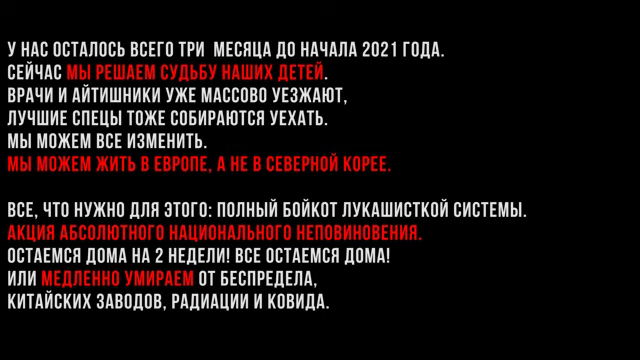 У НАС ОСТАЛОСЬ ВСЕГО ТРИ МЕСЯЦА ДО НАЧАЛА 2021 ГОДА.
СЕЙЧАС МЫ РЕШАЕМ СУДЬБУ НАШИХ ДЕТЕЙ.
ВРАЧИ И АЙТИШНИКИ УЖЕ МАССОВО УЕЗЖАЮТ,
ЛУЧШИЕ СПЕЦЫ ТОЖЕ СОБИРАЮТСЯ УЕХАТЬ.
МЫ МОЖЕМ ВСЕ ИЗМЕНИТЬ.
МЫ МОЖЕМ ЖИТЬ В ЕВРОПЕ, А НЕ В СЕВЕРНОЙ КОРЕЕ.
ВСЕ, ЧТО НУЖНО ДЛЯ ЭТОГО: ПОЛНЫЙ БОЙКОТ ЛУКАШИСТКОЙ СИСТЕМЫ.
АКЦИЯ АБСОЛЮТНОГО НАЦИОНАЛЬНОГО НЕПОВИНОВЕНИЯ.
ОСТАЕМСЯ ДОМА НА 2 НЕДЕЛИ! ВСЕ ОСТАЕМСЯ ДОМА!
ИЛИ МЕДЛЕННО УМИРАЕМ ОТ БЕСПРЕДЕЛА,
КИТАЙСКИХ ЗАВОДОВ, РАДИАЦИИ И КОВИДА.